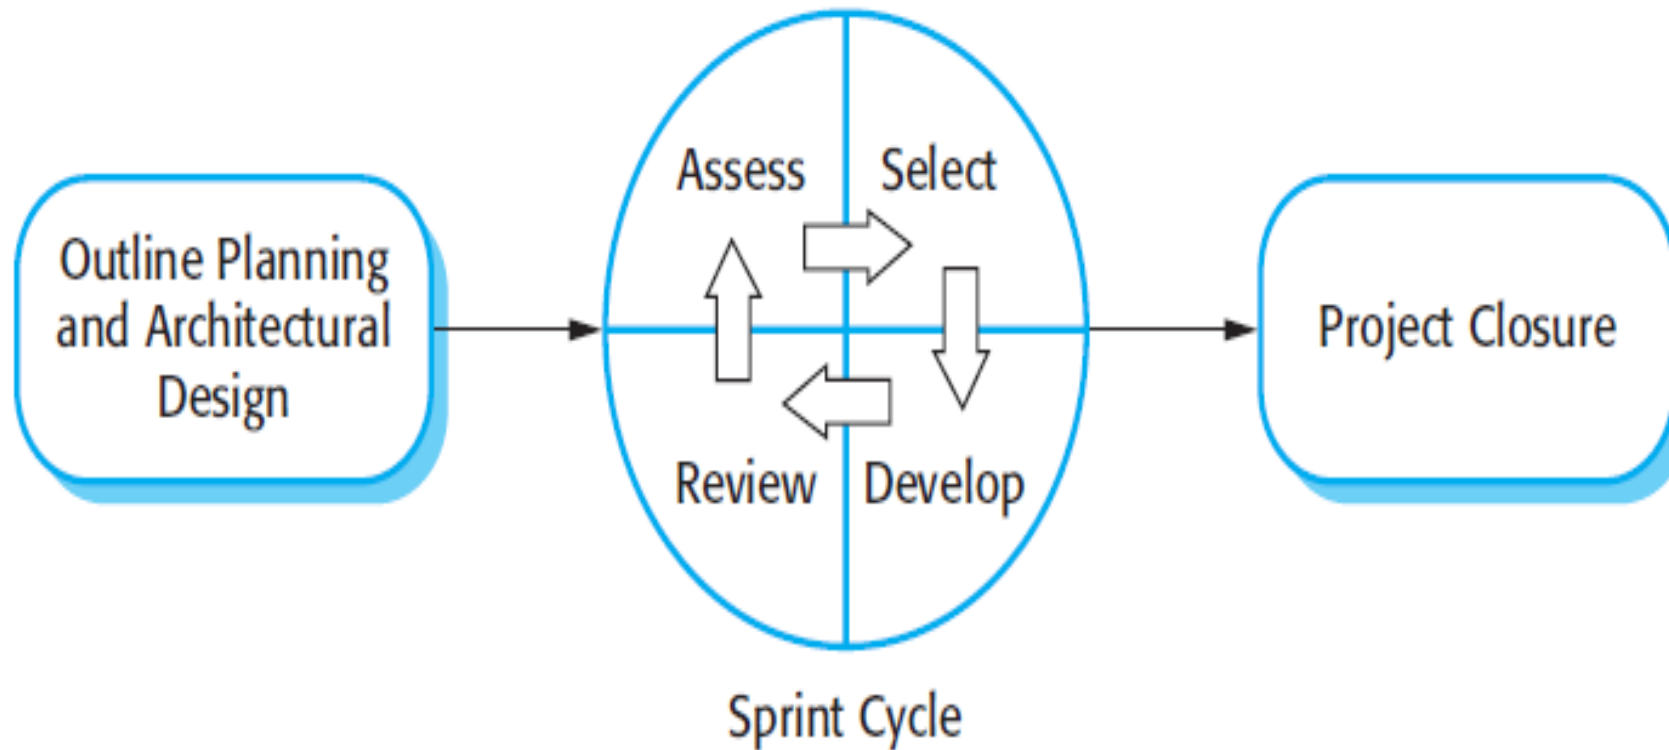 Outline Planning
and Architectural
Design
Assess
Select
Review
Develop
Sprint Cycle
Project Closure